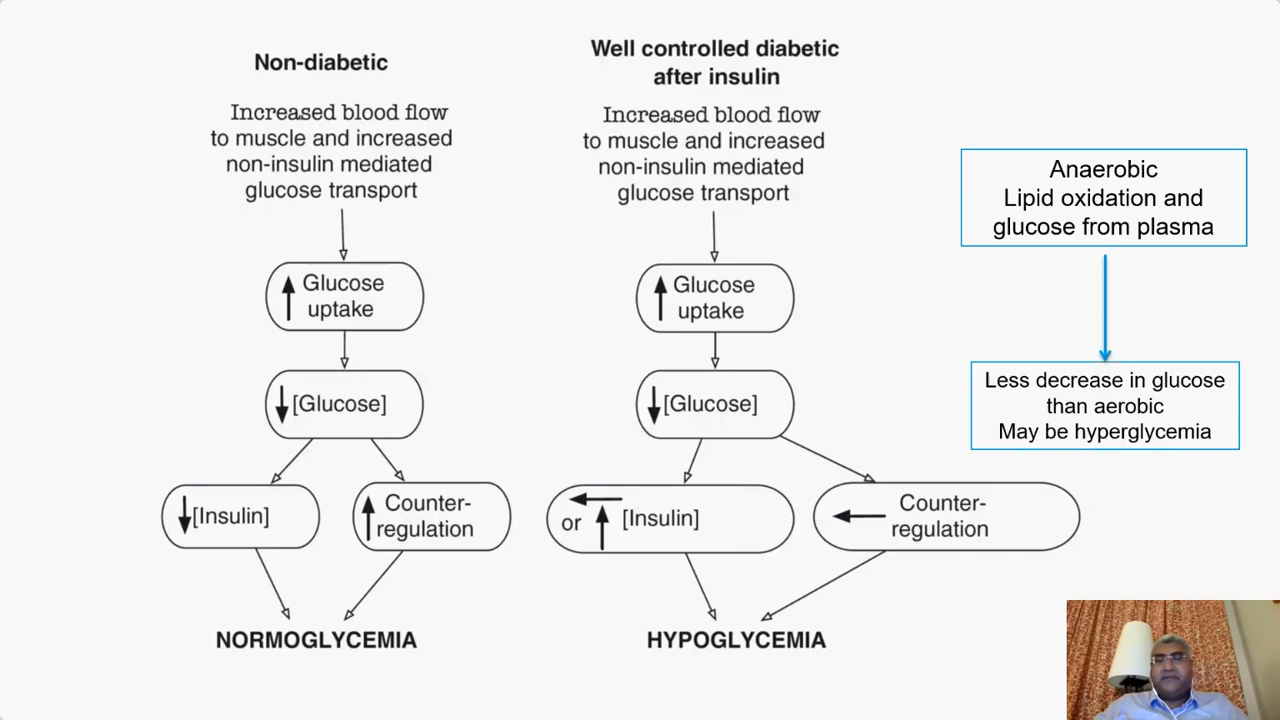 Non-diabetic
Increased blood flow
to muscle and increased
non-insulin mediated
glucose transport
Glucose
uptake
[Glucose]
[Insulin]
Counter-
regulation
NORMOGLYCEMIA
Well controlled diabetic
after insulin
Increased blood flow
to muscle and increased
non-insulin mediated
glucose transport
Glucose
uptake
[Glucose]
or [Insulin]
Counter-
regulation
HYPOGLYCEMIA
Anaerobic
Lipid oxidation and
glucose from plasma
Less decrease in glucose
than aerobic
May be hyperglycemia